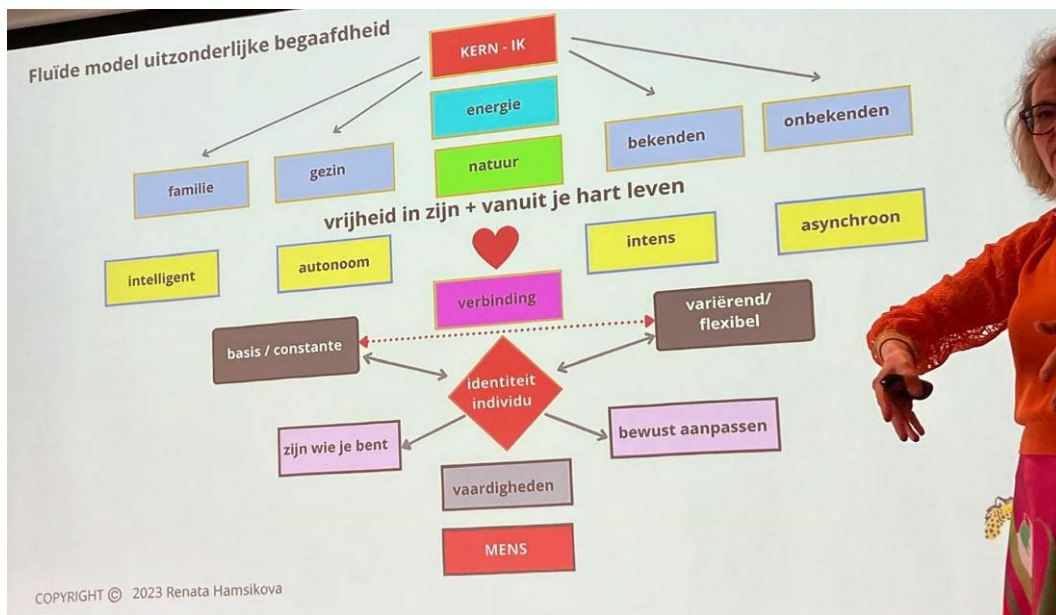 Fluïde model uitzonderlijke begaafdheid
KERN - IK
energie
natuur
familie
gezin
bekenden
onbekenden
vrijheid in zijn + vanuit je hart leven
intelligent
autonoom
intens
asynchroon
verbinding
basis / constante
variërend/
flexibel
identiteit
individu
zijn wie je bent
bewust aanpassen
vaardigheden
MENS
COPYRIGHT © 2023 Renata Hamsikova